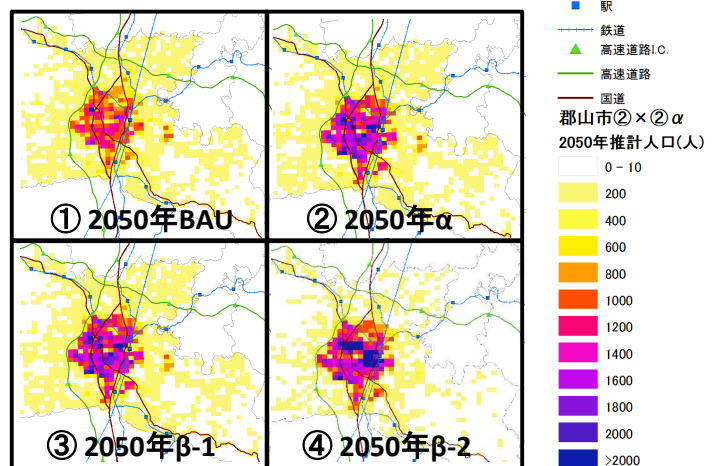 ① 2050年BAU
② 2050年α
③ 2050年β-1
④ 2050年β-2
駅
鉄道
高速道路I.C.
高速道路
国道
郡山市②×②α
2050年推計人口(人)
0 - 10
200
400
600
800
1000
1200
1400
1600
1800
2000
>2000